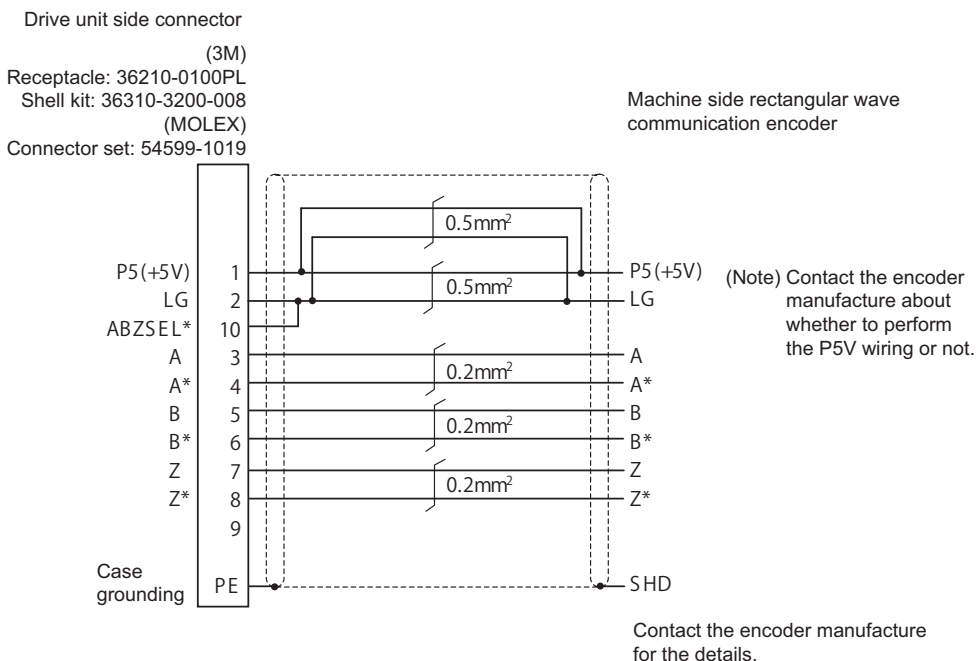 Drive unit side connector
(3M)
Receptacle: 36210-0100PL
Shell kit: 36310-3200-008
(MOLEX)
Connector set: 54599-1019
Machine side rectangular wave
communication encoder
0.5mm²
P5(+5V) 1 0.5mm² P5(+5V)
LG 2 LG
ABZSEL* 10
(Note) Contact the encoder
manufacture about
whether to perform
the P5V wiring or not.
A 3 0.2mm² A
A* 4 A*
B 5 0.2mm² B
B* 6 B*
Z 7 0.2mm² Z
Z* 8 Z*
9
Case
grounding
PE SHD
Contact the encoder manufacture
for the details.